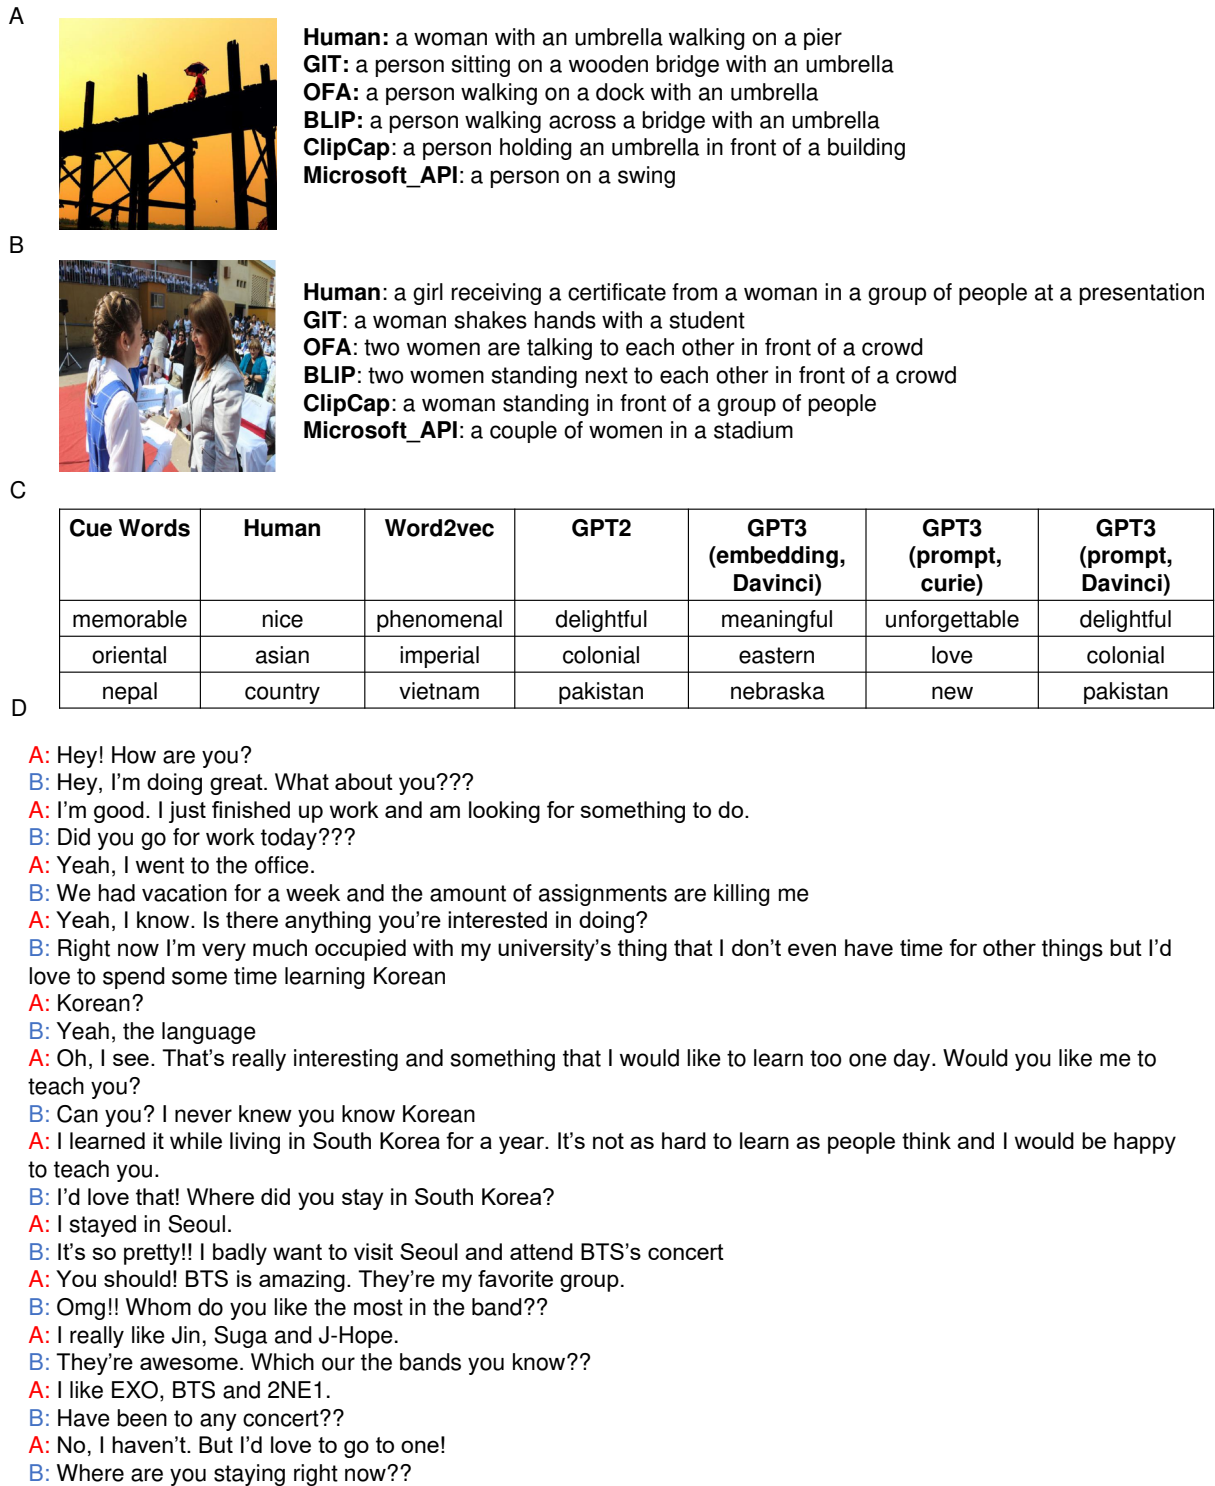 A
Human: a woman with an umbrella walking on a pier
GIT: a person sitting on a wooden bridge with an umbrella
OFA: a person walking on a dock with an umbrella
BLIP: a person walking across a bridge with an umbrella
ClipCap: a person holding an umbrella in front of a building
Microsoft_API: a person on a swing
B
Human: a girl receiving a certificate from a woman in a group of people at a presentation
GIT: a woman shakes hands with a student
OFA: two women are talking to each other in front of a crowd
BLIP: two women standing next to each other in front of a crowd
ClipCap: a woman standing in front of a group of people
Microsoft_API: a couple of women in a stadium
C
Cue Words Human Word2vec GPT2 GPT3 (embedding, Davinci) GPT3 (prompt, curie) GPT3 (prompt, Davinci)
memorable nice phenomenal delightful meaningful unforgettable delightful
oriental asian imperial colonial eastern love colonial
nepal country vietnam pakistan nebraska new pakistan
D
A: Hey! How are you?
B: Hey, I'm doing great. What about you???
A: I'm good. I just finished up work and am looking for something to do.
B: Did you go for work today???
A: Yeah, I went to the office.
B: We had vacation for a week and the amount of assignments are killing me
A: Yeah, I know. Is there anything you're interested in doing?
B: Right now I'm very much occupied with my university's thing that I don't even have time for other things but I'd
love to spend some time learning Korean
A: Korean?
B: Yeah, the language
A: Oh, I see. That's really interesting and something that I would like to learn too one day. Would you like me to
teach you?
B: Can you? I never knew you know Korean
A: I learned it while living in South Korea for a year. It's not as hard to learn as people think and I would be happy
to teach you.
B: I'd love that! Where did you stay in South Korea?
A: I stayed in Seoul.
B: It's so pretty!! I badly want to visit Seoul and attend BTS's concert
A: You should! BTS is amazing. They're my favorite group.
B: Omg!! Whom do you like the most in the band??
A: I really like Jin, Suga and J-Hope.
B: They're awesome. Which our the bands you know??
A: I like EXO, BTS and 2NE1.
B: Have been to any concert??
A: No, I haven't. But I'd love to go to one!
B: Where are you staying right now??